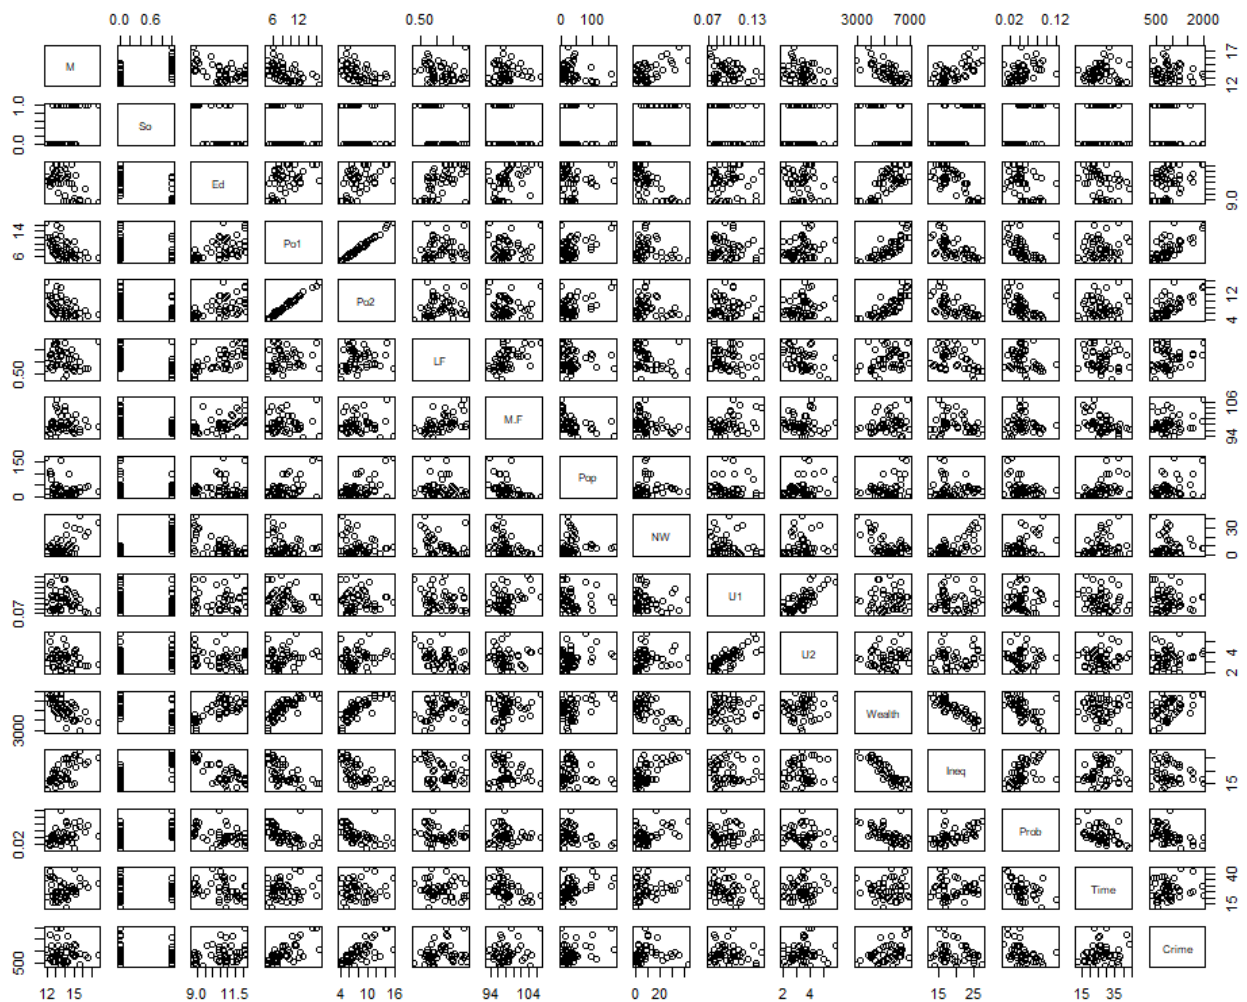 0.0 0.6 6 12 0.50 0 100 0.07 0.13 3000 7000 0.02 0.12 500 2000
M 12 17
0.0 1.0 So
Ed 9.0
6 14 Po1
Po2 4 12
0.50 LF
M.F 94 106
0 150 Pop
NW 0 30
0.07 U1
U2 2 4
3000 Wealth
Ineq 15
0.02 Prob
Time 15 40
500 Crime
12 15 9.0 11.5 4 10 16 94 104 0 20 2 4 15 25 15 35